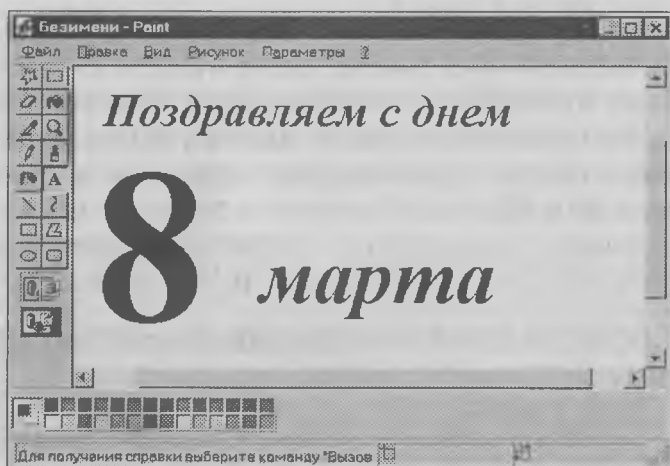 Безимени - Paint
Файл Правка Вид Рисунок Параметры ?
Поздравляем с днем
8 марта
A
Для получения справки выберите команду "Вызов